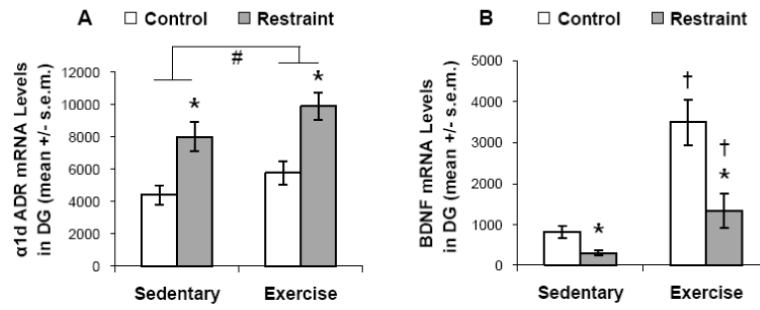 A Control Restraint
α1d ADR mRNA Levels
in DG (mean +/- s.e.m.)
12000
10000
8000
6000
4000
2000
0
#
*
*
Sedentary Exercise
B Control Restraint
BDNF mRNA Levels
in DG (mean +/- s.e.m.)
5000
4000
3000
2000
1000
0
*
†
†
*
Sedentary Exercise